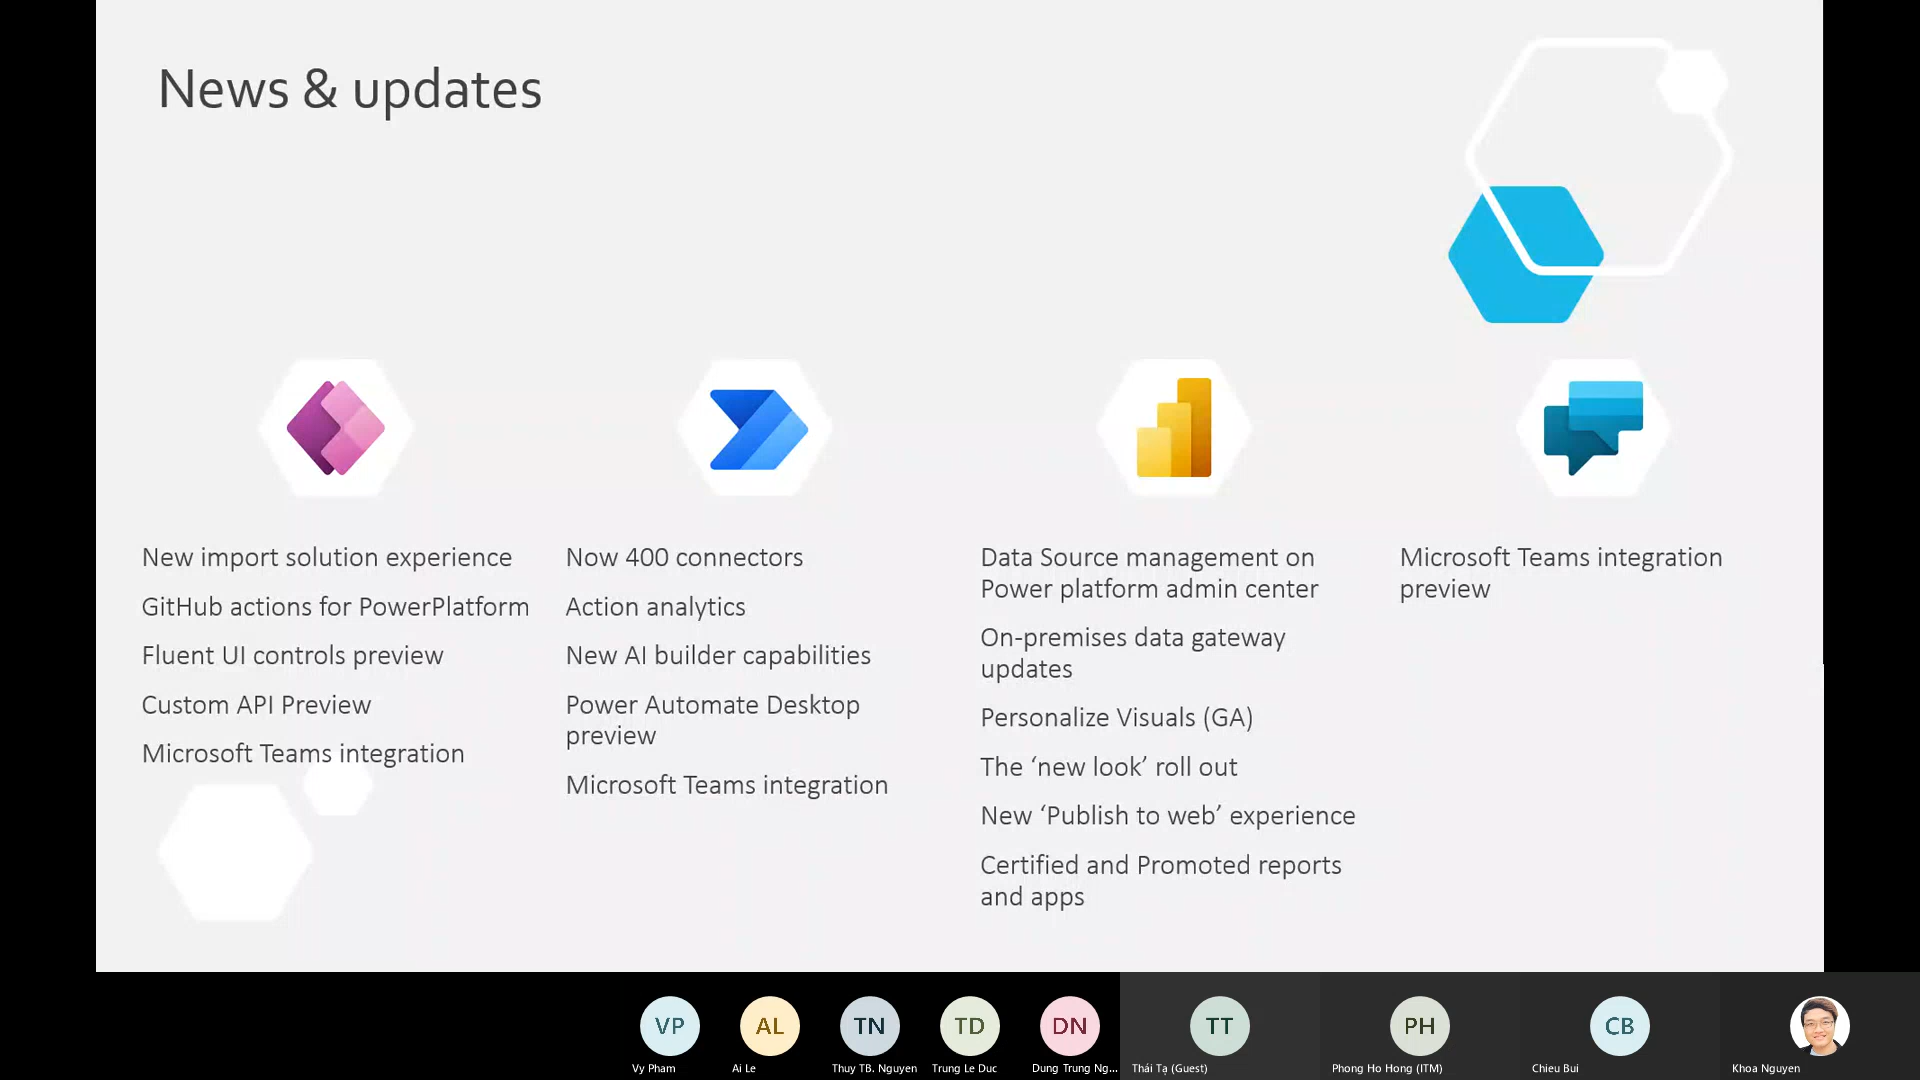 News & updates
New import solution experience
GitHub actions for PowerPlatform
Fluent UI controls preview
Custom API Preview
Microsoft Teams integration
Now 400 connectors
Action analytics
New AI builder capabilities
Power Automate Desktop
preview
Microsoft Teams integration
Data Source management on
Power platform admin center
On-premises data gateway
updates
Personalize Visuals (GA)
The ‘new look’ roll out
New ‘Publish to web’ experience
Certified and Promoted reports
and apps
Microsoft Teams integration
preview
VP
AL
TN
TD
DN
TT
PH
CB
Vy Pham
Ai Le
Thuy TB. Nguyen
Trung Le Duc
Dung Trung Ng...
Thái Tạ (Guest)
Phong Ho Hong (ITM)
Chieu Bui
Khoa Nguyen